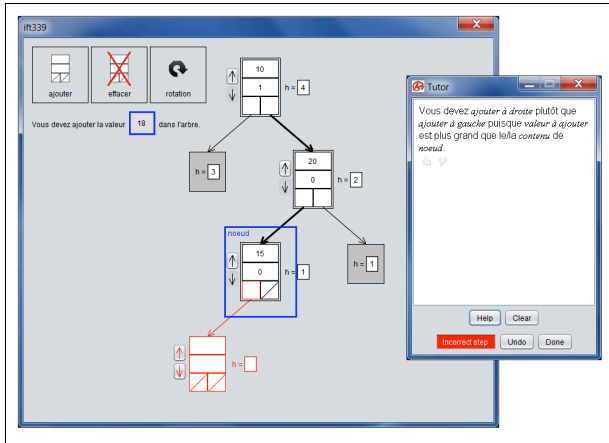 ift339
ajouter
effacer
rotation
Vous devez ajouter la valeur 18 dans l'arbre.
10
1
h = 4
h = 3
20
0
h = 2
noeud
15
0
h = 1
h = 1
h =
Tutor
Vous devez ajouter à droite plutôt que
ajouter à gauche puisque valeur à ajouter
est plus grand que le/la contenu de
noeud.
Help
Clear
Incorrect step
Undo
Done